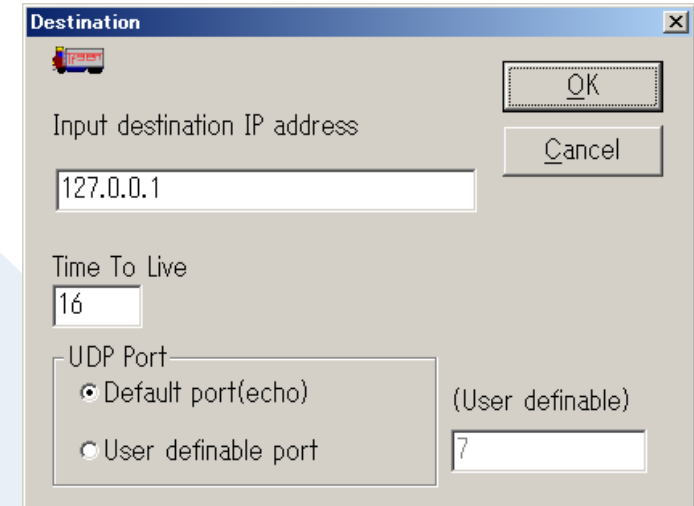 Destination
OK
Input destination IP address
Cancel
127.0.0.1
Time To Live
16
UDP Port
Default port(echo)
(User definable)
User definable port
7